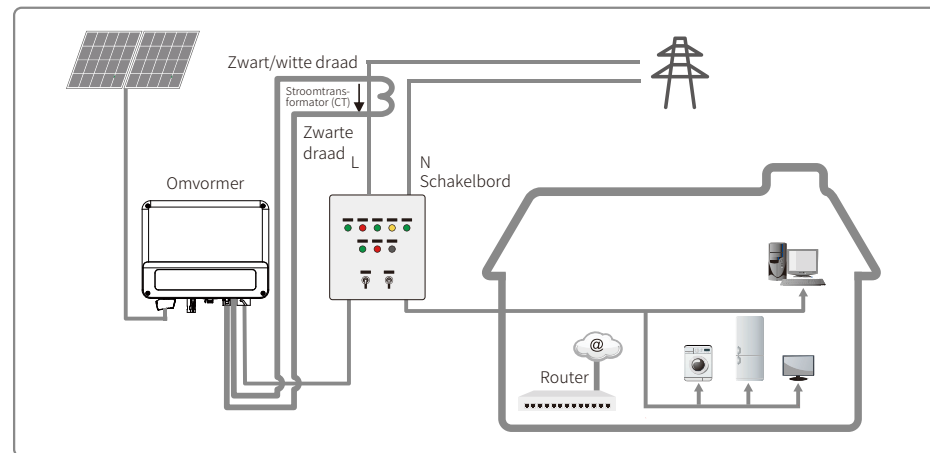 Zwart/witte draad
Stroomtrans-
formator (CT)
Zwarte
draad
L
N
Schakelbord
Omvormer
@
Router